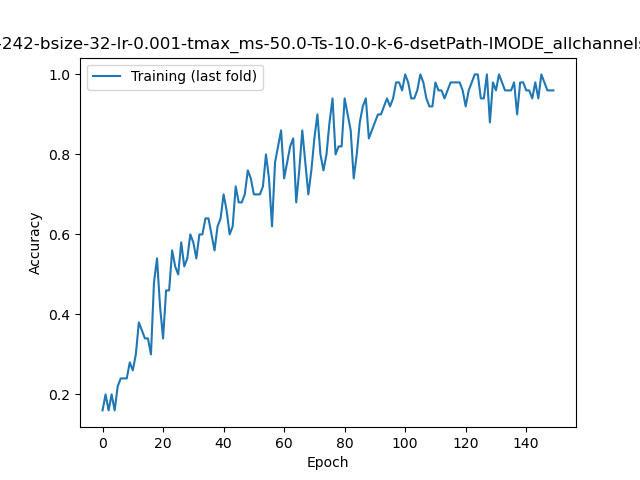 -242-bsize-32-lr-0.001-tmax_ms-50.0-Ts-10.0-k-6-dsetPath-IMODE_allchannels
Training (last fold)
1.0
0.8
0.6
0.4
0.2
Accuracy
0 20 40 60 80 100 120 140
Epoch